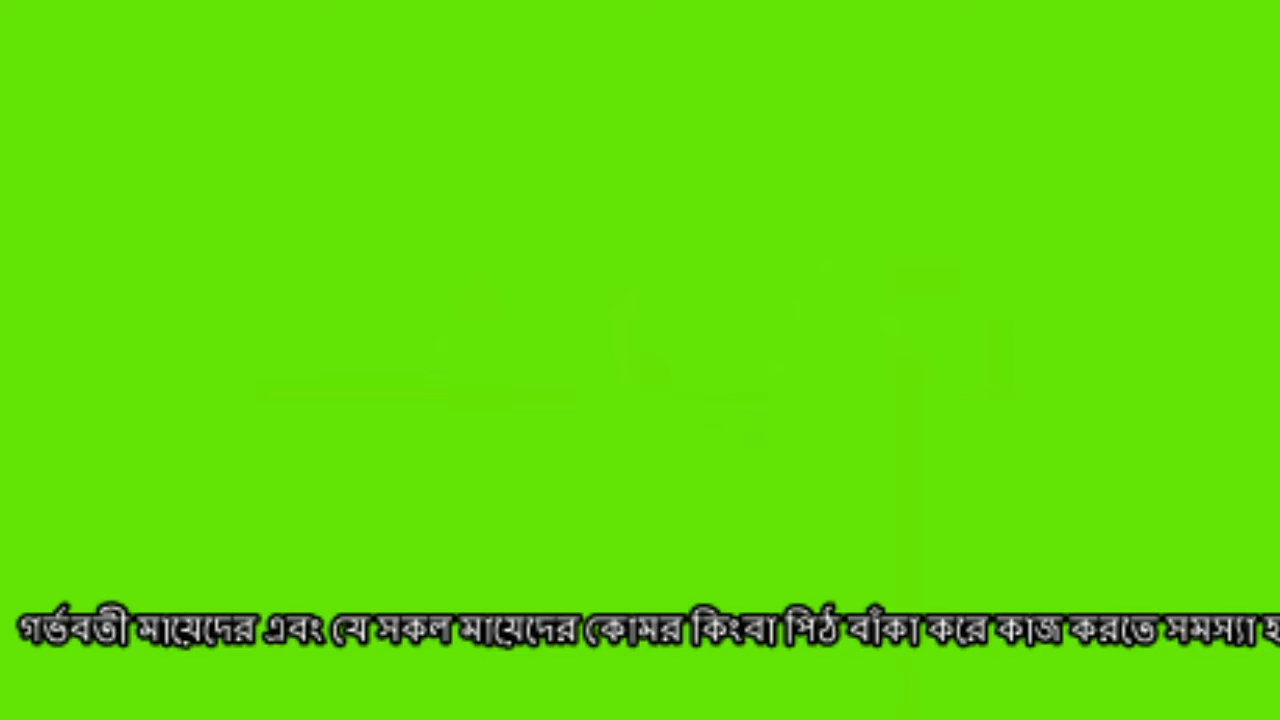 গর্ভবতী মায়েদের এবং যে সকল মায়েদের কোমর কিংবা পিঠ বাঁকা করে কাজ করতে সমস্যা